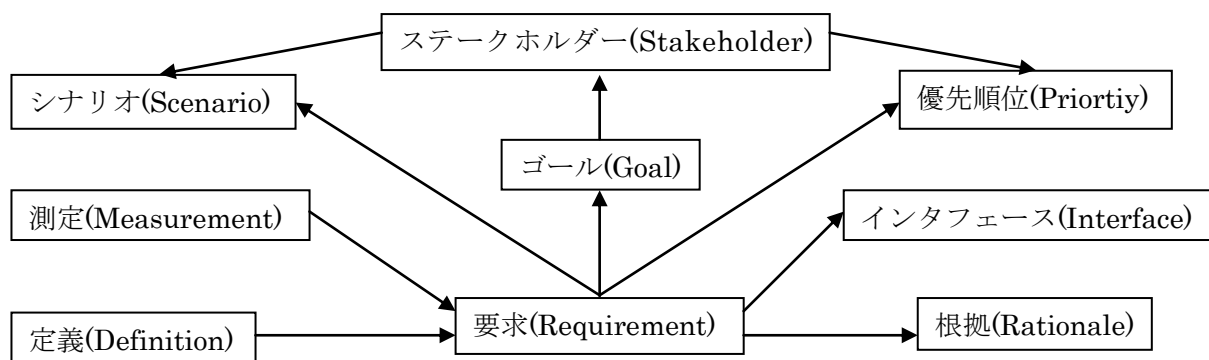 ステークホルダー(Stakeholder)
シナリオ(Scenario)
優先順位(Priortiy)
ゴール(Goal)
測定(Measurement)
インタフェース(Interface)
定義(Definition)
要求(Requirement)
根拠(Rationale)